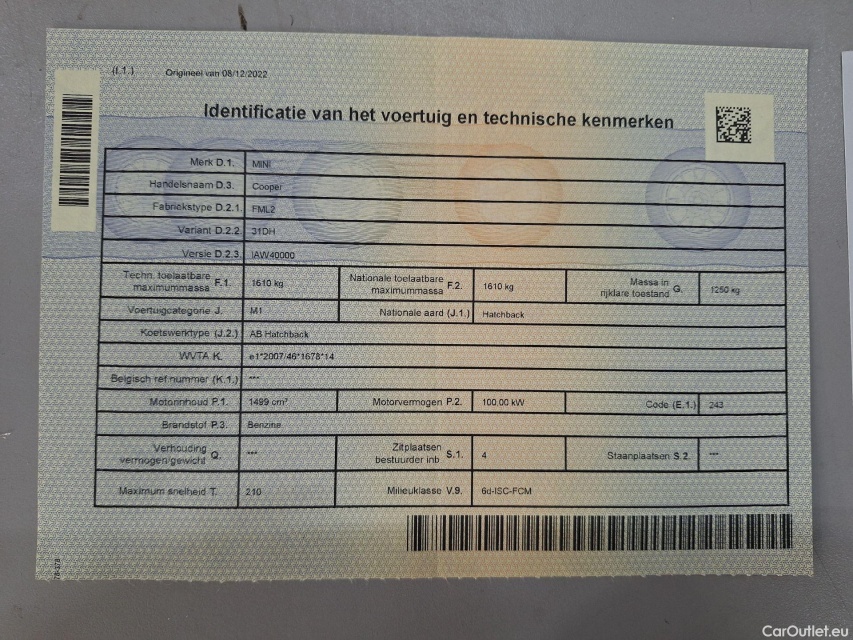 (I.1.) Origineel van 08/12/2022
Identificatie van het voertuig en technische kenmerken
Merk D.1. MINI
Handelsnaam D.3. Cooper
Fabriekstype D.2.1. FML2
Variant D.2.2. 31DH
Versie D.2.3. IAW40000
Techn. toelaatbare maximummassa F.1. 1610 kg Nationale toelaatbare maximummassa F.2. 1610 kg Massa in rijklare toestand G. 1250 kg
Voertuigcategorie J. M1 Nationale aard (J.1.) Hatchback
Koetswerktype (J.2.) AB Hatchback
WVTA K. e1*2007/46*1678*14
Belgisch ref.nummer (K.1.) ***
Motorinhoud P.1. 1499 cm³ Motorvermogen P.2. 100.00 kW Code (E.1.) 243
Brandstof P.3. Benzine
Verhouding vermogen/gewicht Q. *** Zitplaatsen bestuurder inb S.1. 4 Staanplaatsen S.2. ***
Maximum snelheid T. 210 Milieuklasse V.9. 6d-ISC-FCM
CarOutlet.eu